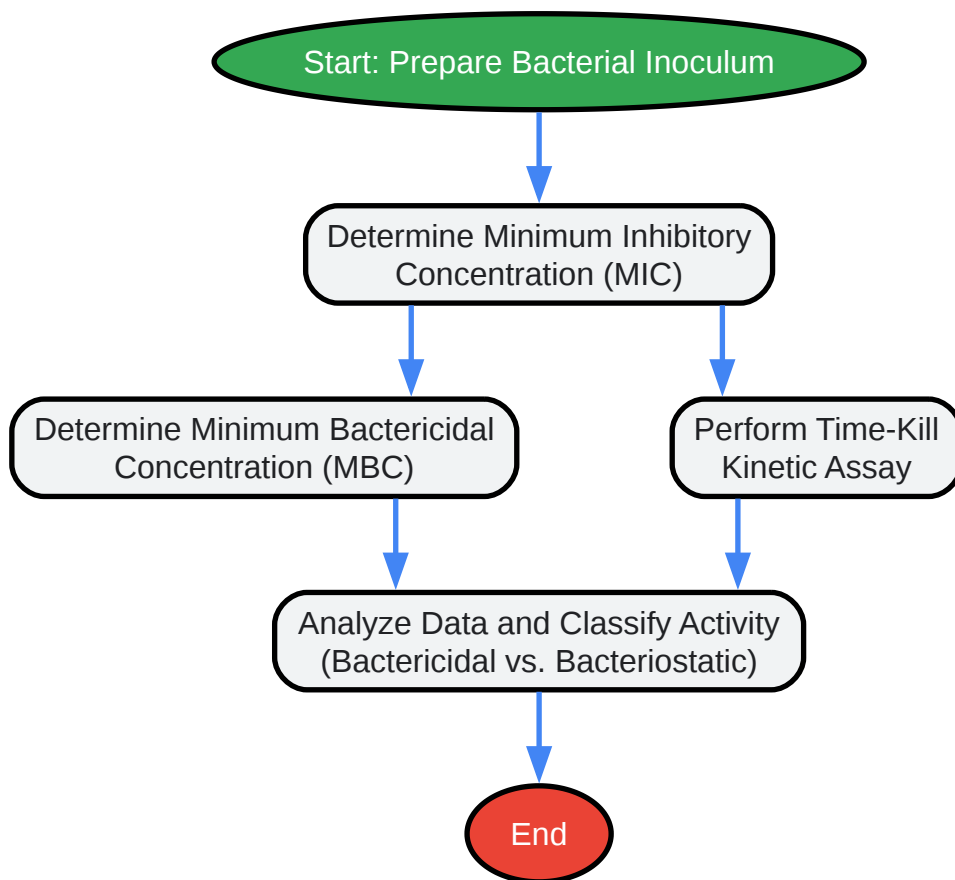 Start: Prepare Bacterial Inoculum
Determine Minimum Inhibitory
Concentration (MIC)
Determine Minimum Bactericidal
Concentration (MBC)
Perform Time-Kill
Kinetic Assay
Analyze Data and Classify Activity
(Bactericidal vs. Bacteriostatic)
End